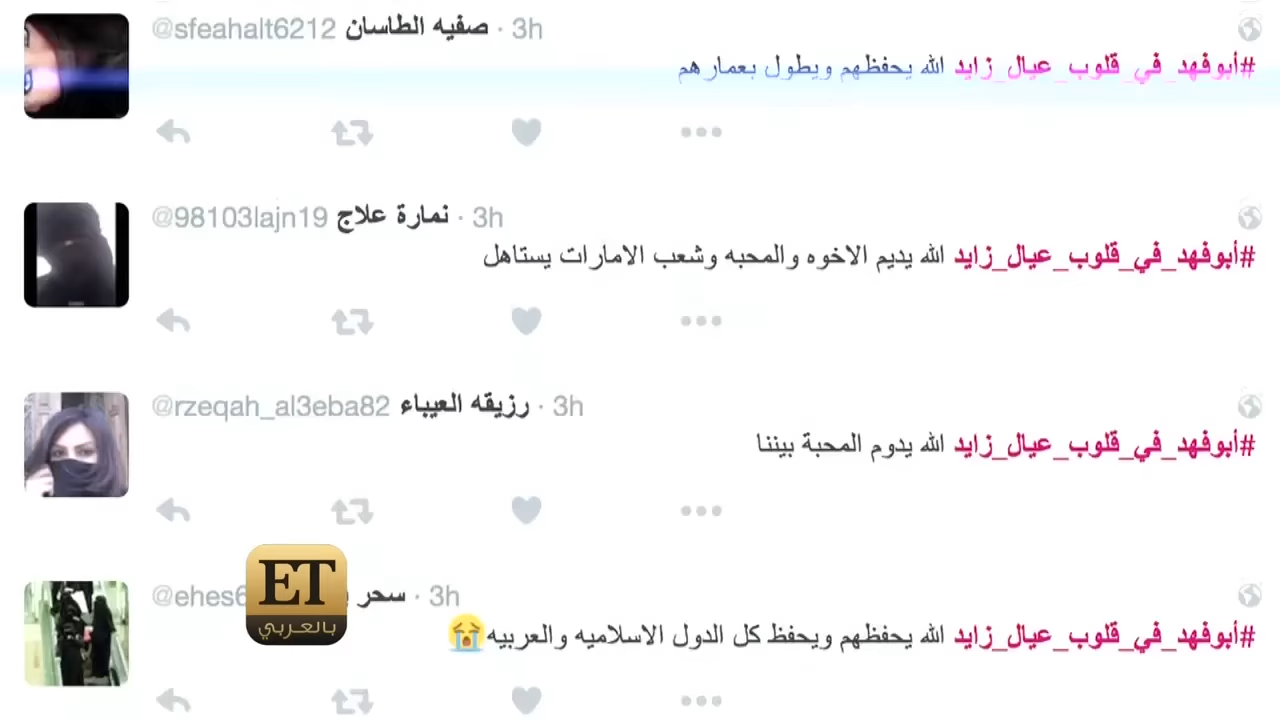 @sfeahalt6212 صفيه الطاسان · 3h
#أبوفهد_في_قلوب_عيال_زايد الله يحفظهم ويطول بعمارهم
@98103lajn19 نمارة علاج · 3h
#أبوفهد_في_قلوب_عيال_زايد الله يديم الاخوه والمحبه وشعب الامارات يستاهل
@rzeqah_al3eba82 رزيقه العيباء · 3h
#أبوفهد_في_قلوب_عيال_زايد الله يدوم المحبة بيننا
سحر · 3h
#أبوفهد_في_قلوب_عيال_زايد الله يحفظهم ويحفظ كل الدول الاسلاميه والعربيه😭
ET
بالعربي